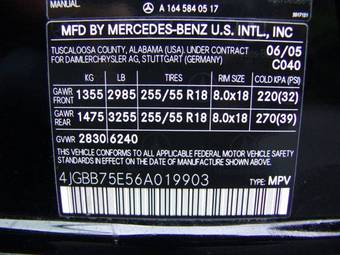 A 164 584 05 17
MFD BY MERCEDES-BENZ U.S. INTL., INC
TUSCALOOSA COUNTY, ALABAMA (USA) UNDER CONTRACT 06/05
FOR DAIMLERCHRYSLER AG, STUTTGART (GERMANY) C040
KG LB TIRE SIZE RIM SIZE COLD KPA (PSI)
GAWR FRONT 1355 2985 255/55 R18 8.0x18 220(32)
GAWR REAR 1475 3255 255/55 R18 8.0x18 270(39)
GVWR 2830 6240
THIS VEHICLE CONFORMS TO ALL APPLICABLE FEDERAL MOTOR VEHICLE SAFETY STANDARDS IN EFFECT ON THE DATE OF
MANUFACTURE SHOWN ABOVE.
4JGBB75E56A019903 TYPE: MPV